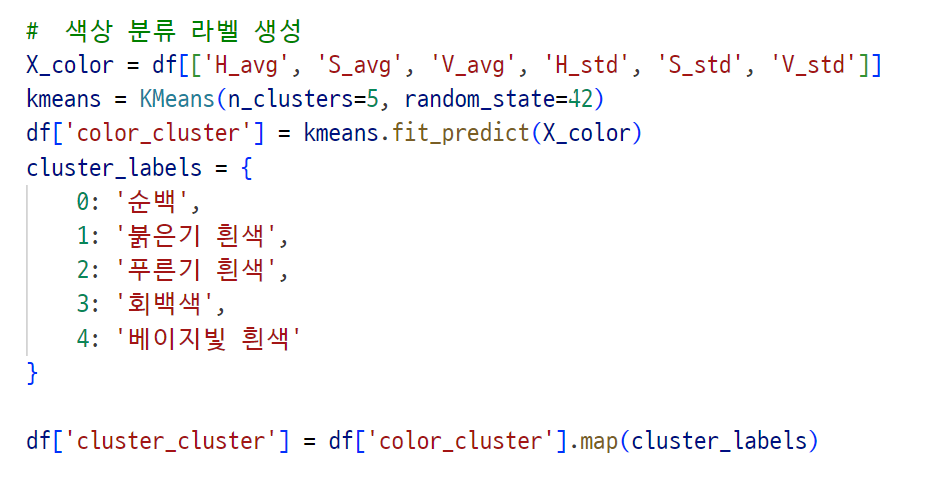 #  색상 분류 라벨 생성
X_color = df[['H_avg', 'S_avg', 'V_avg', 'H_std', 'S_std', 'V_std']]
kmeans = KMeans(n_clusters=5, random_state=42)
df['color_cluster'] = kmeans.fit_predict(X_color)
cluster_labels = {
    0: '순백',
    1: '붉은기 흰색',
    2: '푸른기 흰색',
    3: '회백색',
    4: '베이지빛 흰색'
}
df['cluster_cluster'] = df['color_cluster'].map(cluster_labels)